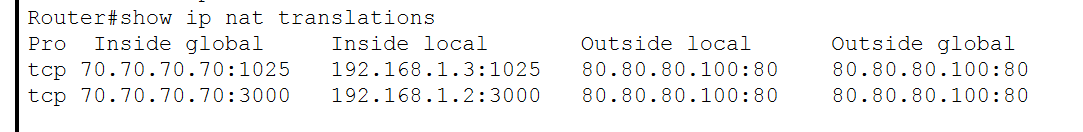 Router#show ip nat translations
Pro  Inside global     Inside local       Outside local      Outside global
tcp 70.70.70.70:1025   192.168.1.3:1025   80.80.80.100:80    80.80.80.100:80
tcp 70.70.70.70:3000   192.168.1.2:3000   80.80.80.100:80    80.80.80.100:80